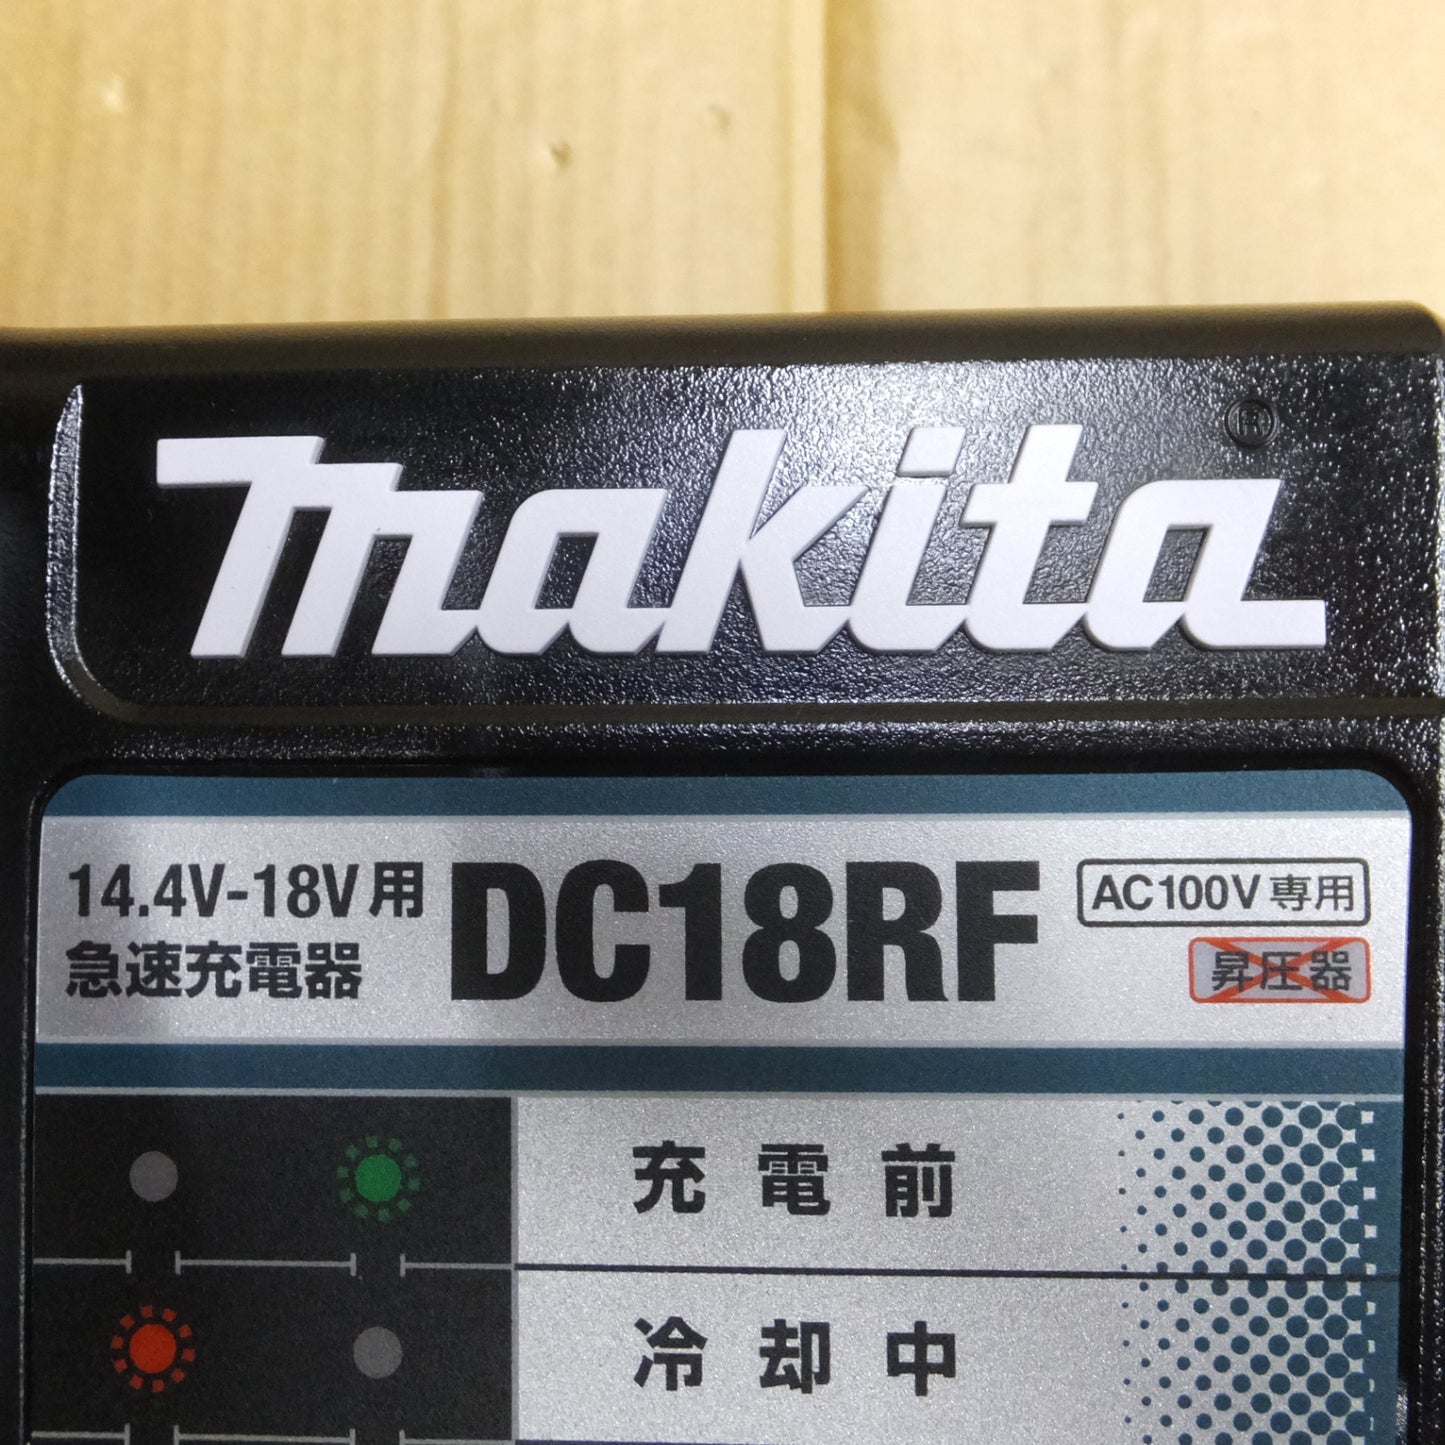 makita®
14.4V-18V用
急速充電器
DC18RF
AC100V専用
昇圧器
充電前
冷却中